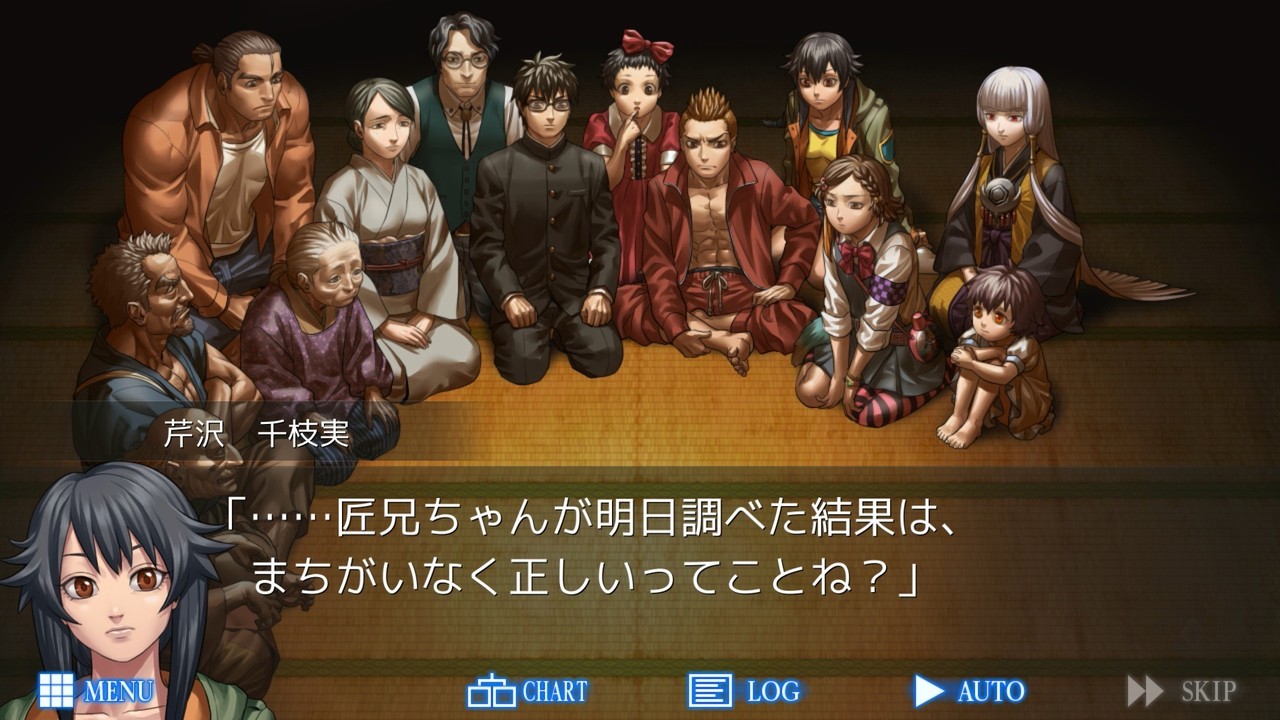 芹沢 千枝実
「……匠兄ちゃんが明日調べた結果は、
まちがいなく正しいってことね？」
MENU
CHART
LOG
AUTO
SKIP